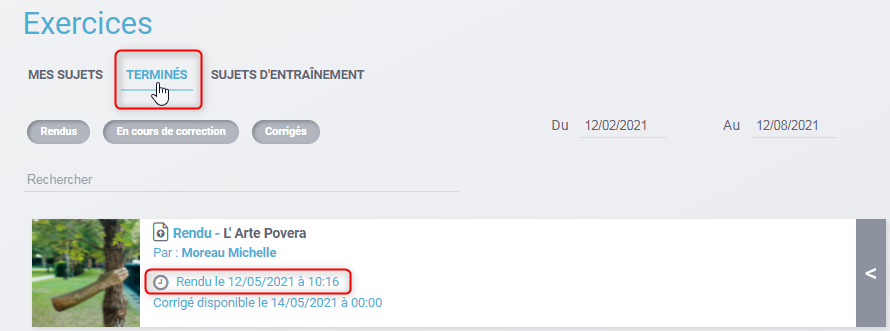 Exercices
MES SUJETS TERMINÉS SUJETS D'ENTRAÎNEMENT
Rendus En cours de correction Corrigés Du 12/02/2021 Au 12/08/2021
Rechercher
Rendu - L' Arte Povera
Par : Moreau Michelle
Rendu le 12/05/2021 à 10:16
Corrigé disponible le 14/05/2021 à 00:00
<